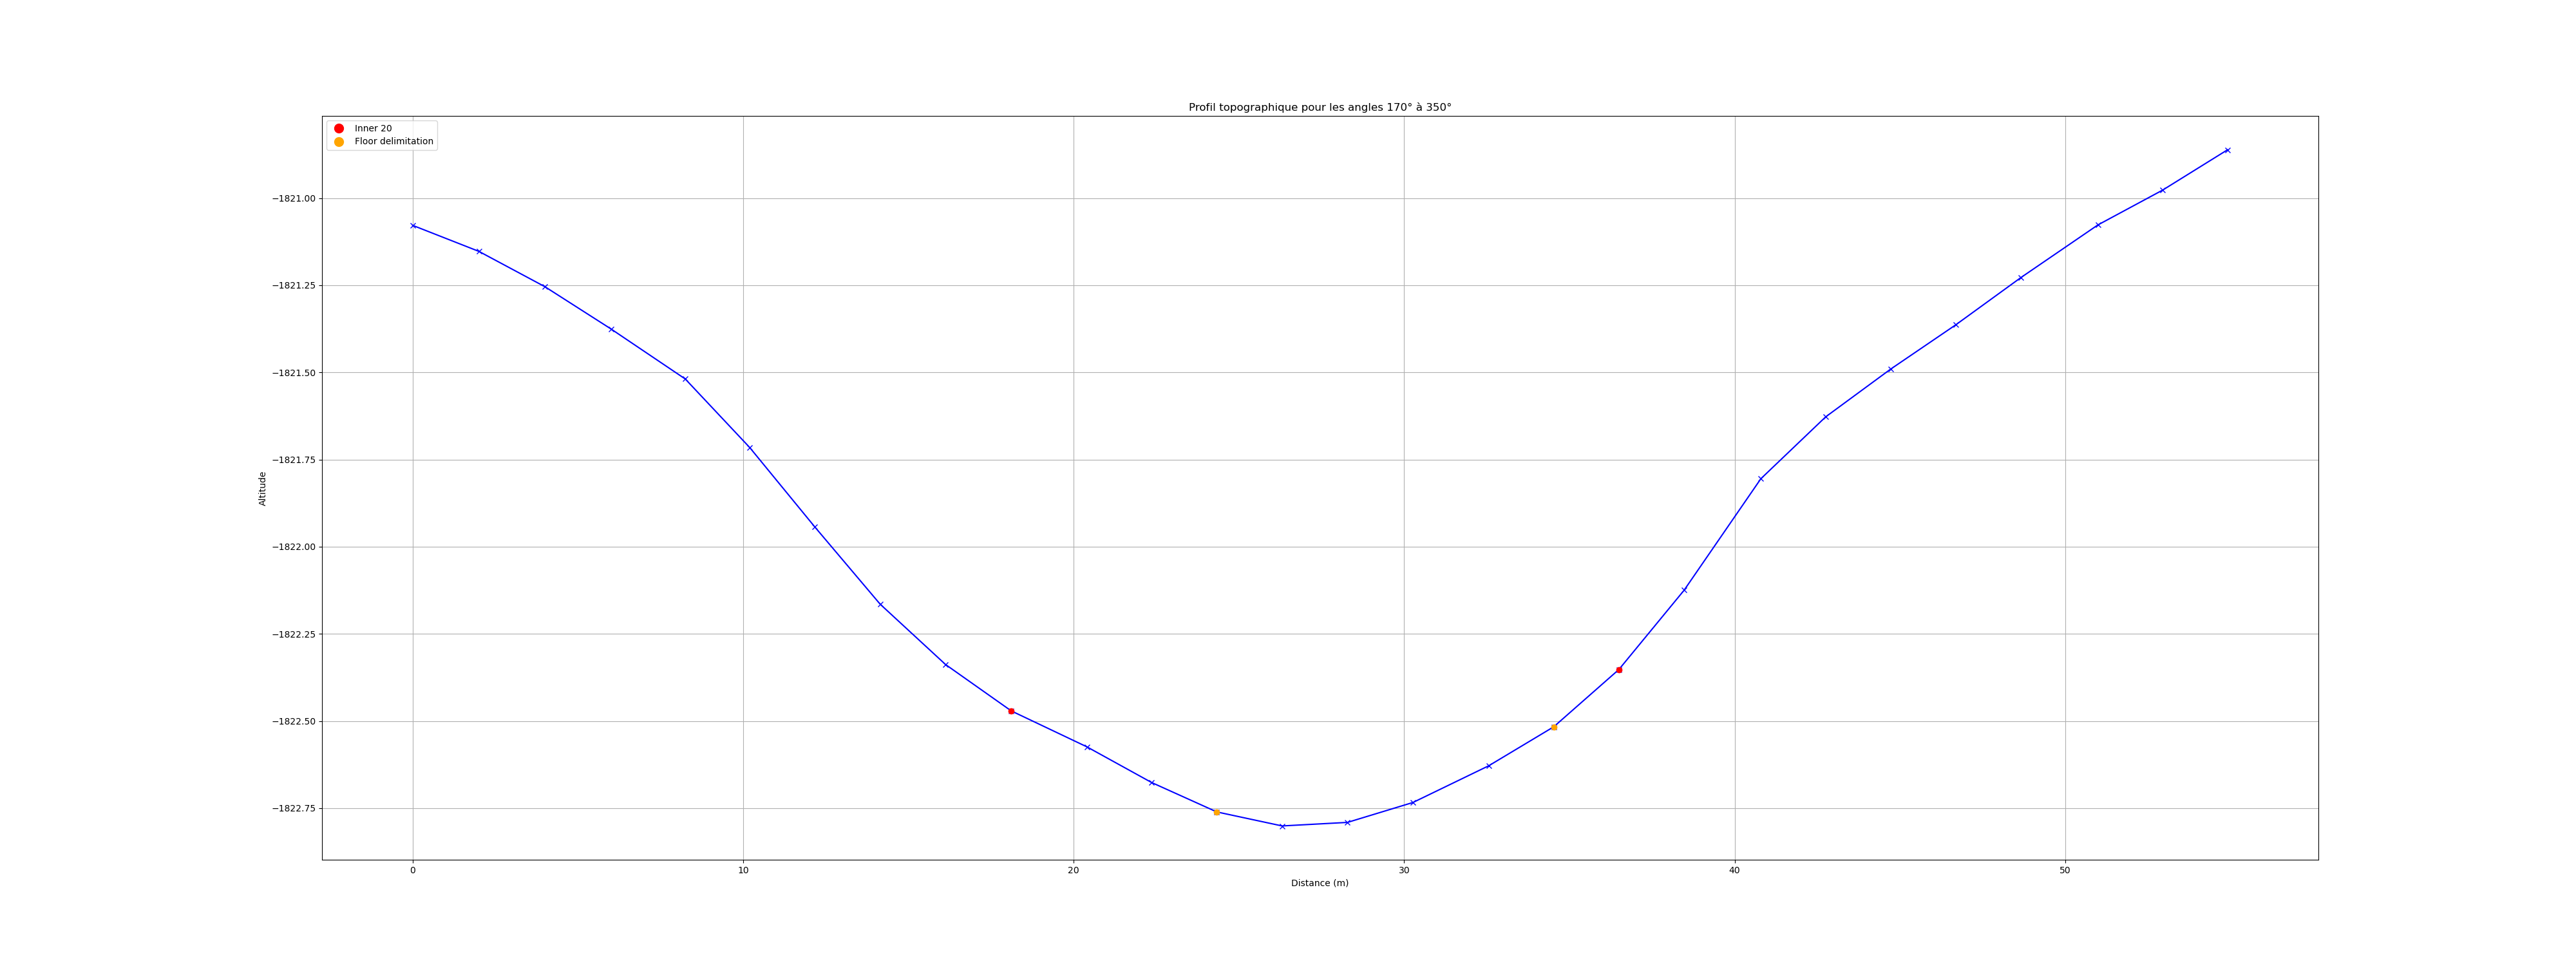 Profil topographique pour les angles 170° à 350°
Inner 20
Floor delimitation
−1821.00
−1821.25
−1821.50
−1821.75
−1822.00
−1822.25
−1822.50
−1822.75
Altitude
0 10 20 30 40 50
Distance (m)